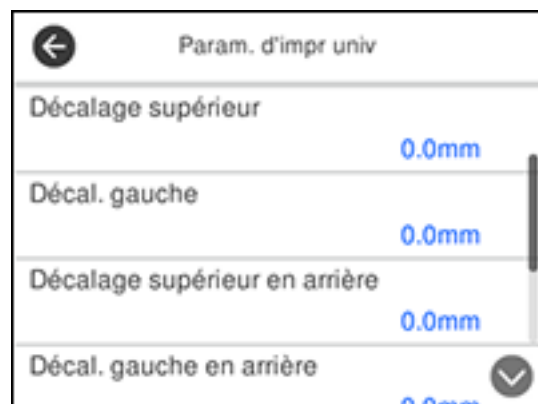 Param. d'impr univ
Décalage supérieur
0.0mm
Décal. gauche
0.0mm
Décalage supérieur en arrière
0.0mm
Décal. gauche en arrière